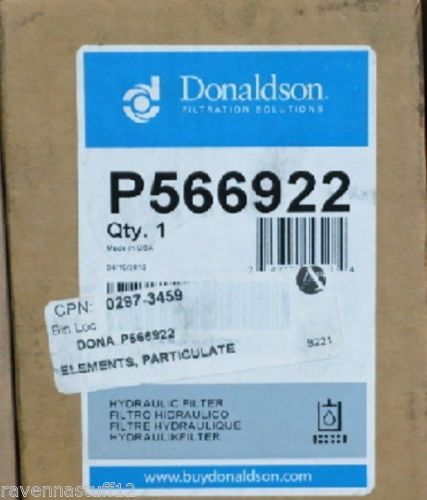 Donaldson.
FILTRATION SOLUTIONS
P566922
Qty. 1
Made in USA
CPN: 0297-3459
Bin Loc
DONA P566922
ELEMENTS, PARTICULATE
B221
HYDRAULIC FILTER
FILTRO HIDRAULICO
FILTRE HYDRAULIQUE
HYDRAULIKFILTER
www.buydonaldson.com
ravennastuff12